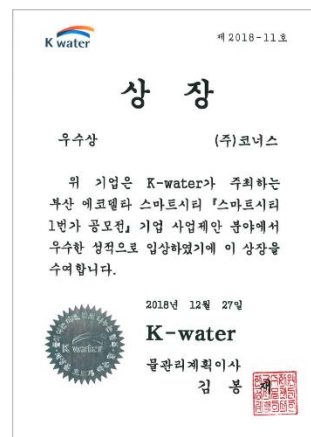 K water
제 2018-11호
상 장
우수상 (주)코너스
위 기업은 K-water가 주최하는
부산 에코델타 스마트시티 『스마트시티
1번가 공모전』 기업 사업제안 분야에서
우수한 성적으로 입상하였기에 이 상장을
수여합니다.
2018년 12월 27일
K-water
물관리계획이사
김 봉 재
K water